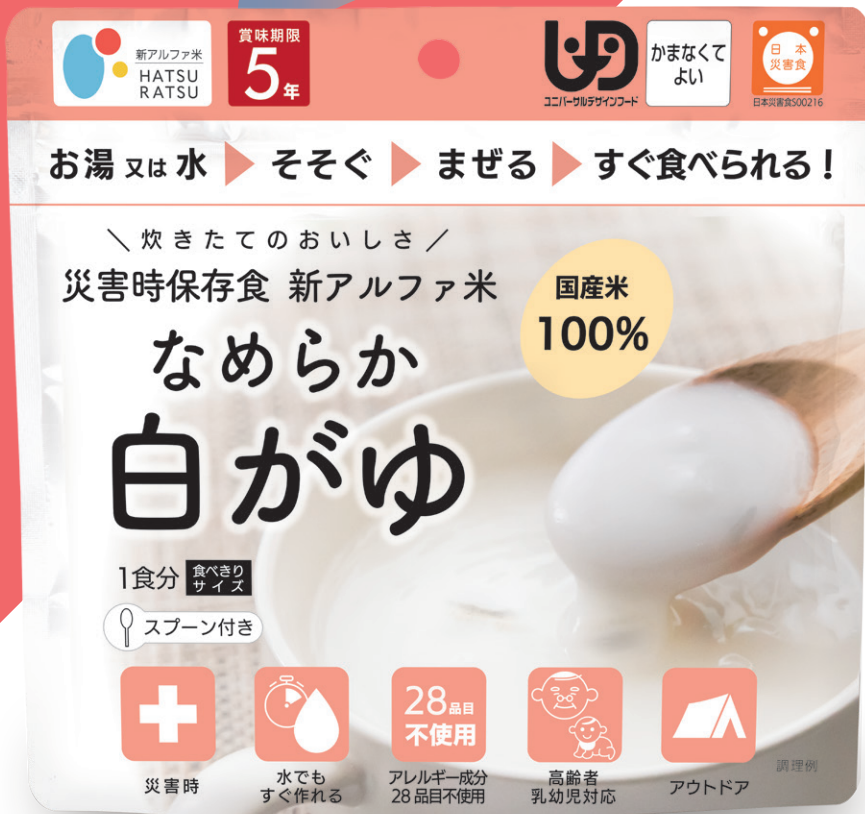 新アルファ米
HATSU
RATSU
賞味期限
5年
ユニバーサルデザインフード
かまなくて
よい
日本
災害食
日本災害食S00216
お湯又は水 ▶ そそぐ ▶ まぜる ▶ すぐ食べられる!
\ 炊きたてのおいしさ /
災害時保存食 新アルファ米
国産米
100%
なめらか
白がゆ
1食分 食べきり
サイズ
スプーン付き
28品目
不使用
災害時
水でも
すぐ作れる
アレルギー成分
28品目不使用
高齢者
乳幼児対応
アウトドア
調理例